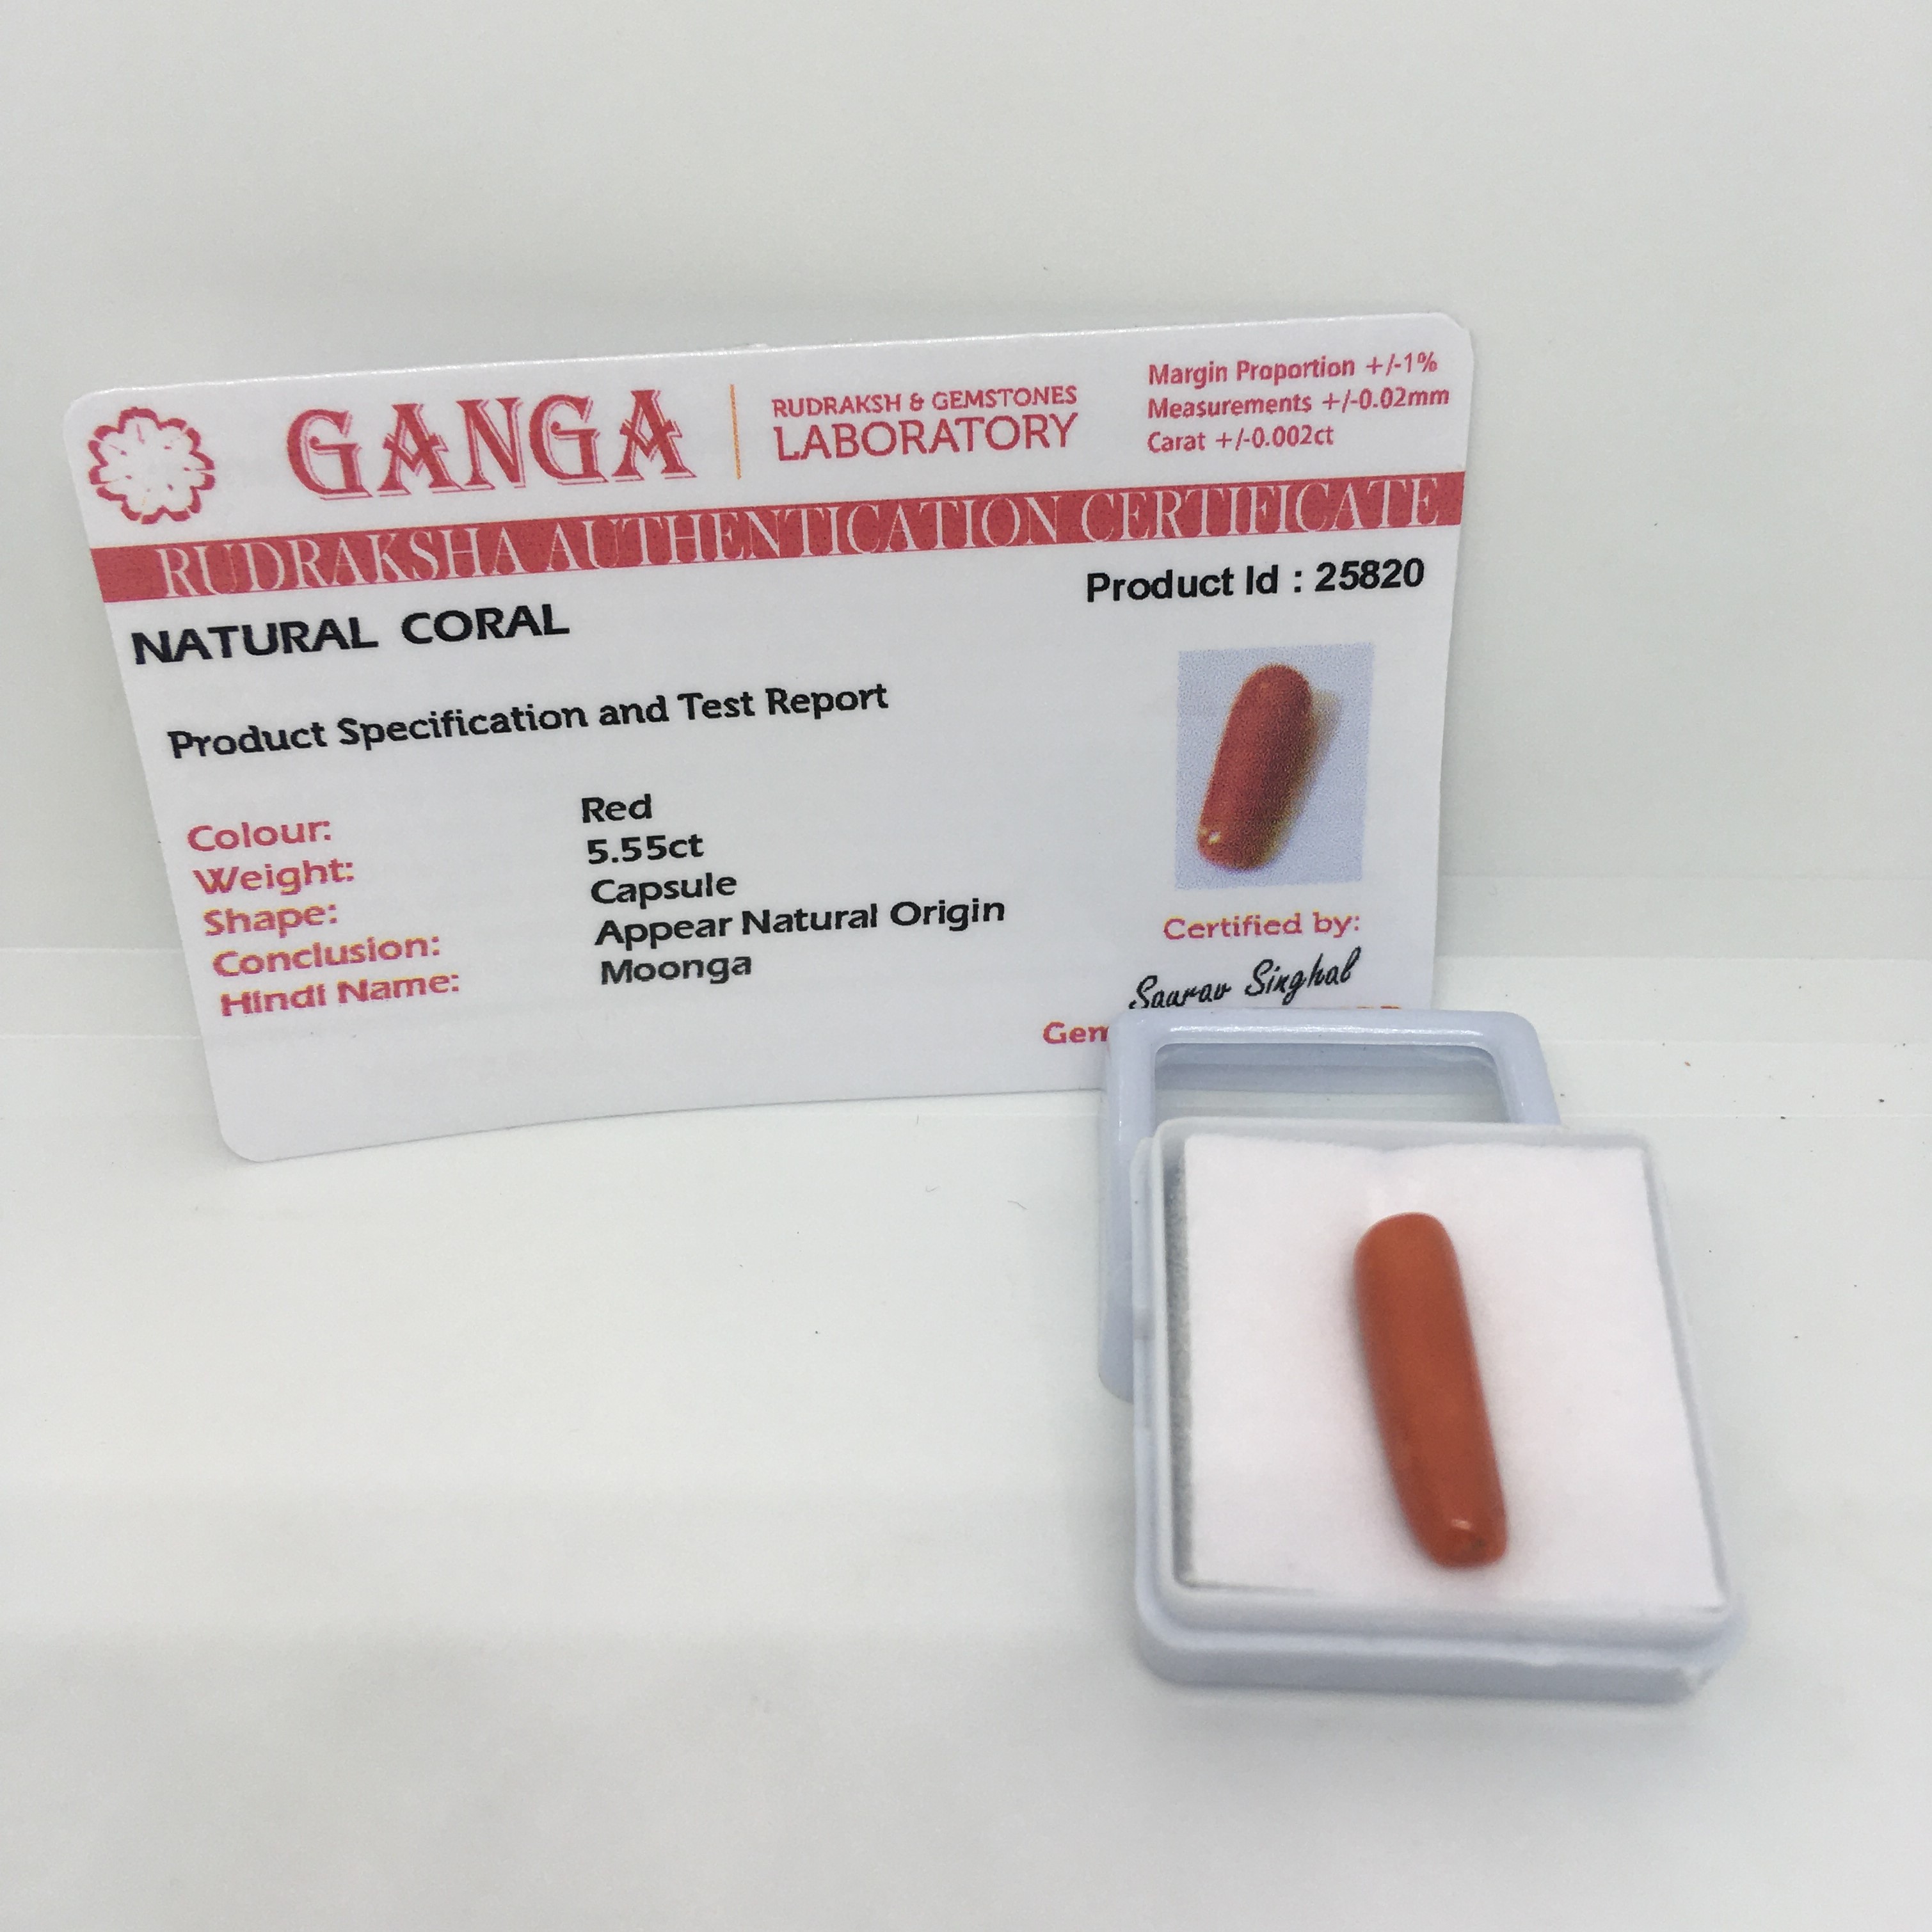 GANGA
RUDRAKSH & GEMSTONES
LABORATORY
Margin Proportion +/-1%
Measurements +/-0.02mm
Carat +/-0.002ct
RUDRAKSHA AUTHENTICATION CERTIFICATE
NATURAL CORAL
Product Id : 25820
Product Specification and Test Report
Colour: Red
Weight: 5.55ct
Shape: Capsule
Conclusion: Appear Natural Origin
Hindi Name: Moonga
Certified by:
Saurav Singhal